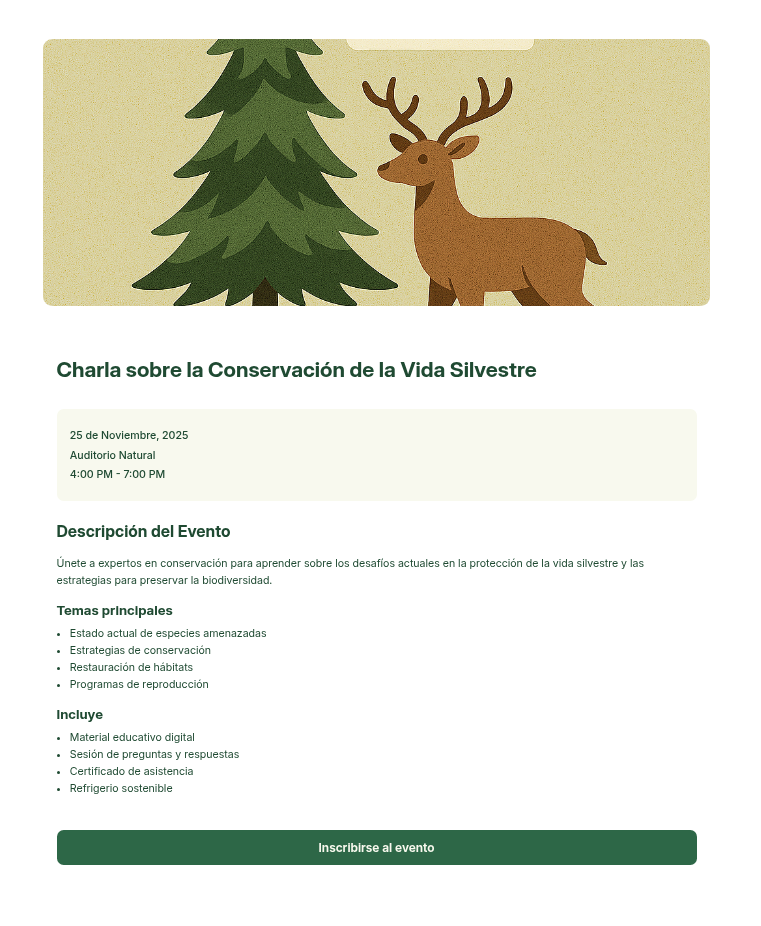 Charla sobre la Conservación de la Vida Silvestre
25 de Noviembre, 2025
Auditorio Natural
4:00 PM - 7:00 PM
Descripción del Evento
Únete a expertos en conservación para aprender sobre los desafíos actuales en la protección de la vida silvestre y las
estrategias para preservar la biodiversidad.
Temas principales
• Estado actual de especies amenazadas
• Estrategias de conservación
• Restauración de hábitats
• Programas de reproducción
Incluye
• Material educativo digital
• Sesión de preguntas y respuestas
• Certificado de asistencia
• Refrigerio sostenible
Inscribirse al evento